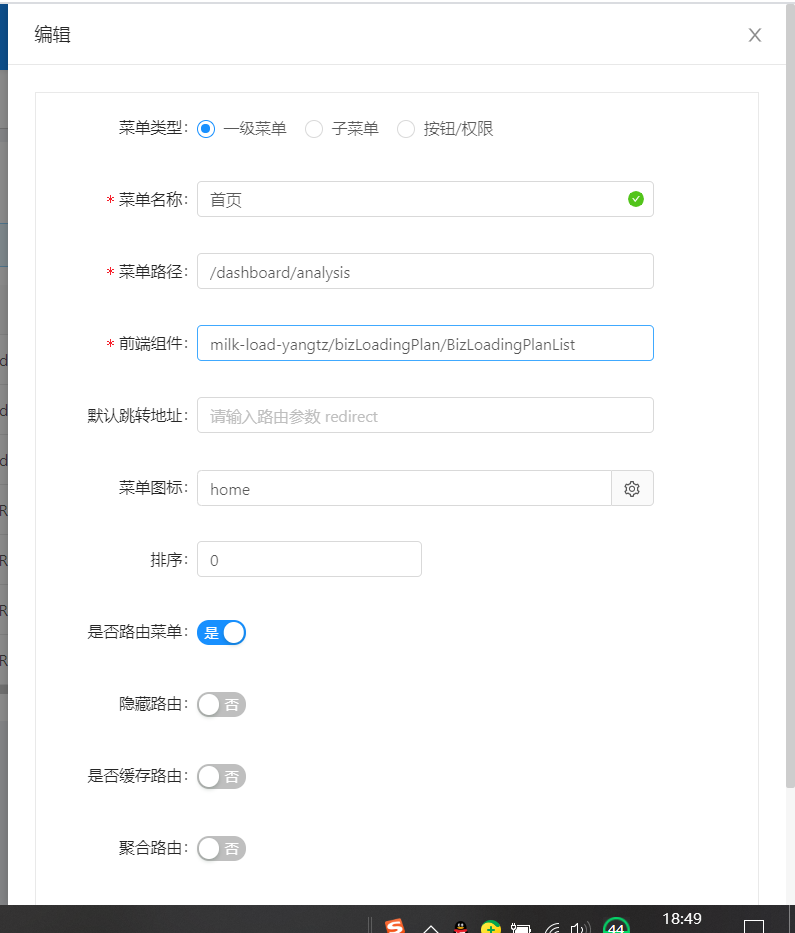 编辑
菜单类型: 一级菜单 子菜单 按钮/权限
* 菜单名称: 首页
* 菜单路径: /dashboard/analysis
* 前端组件: milk-load-yangtz/bizLoadingPlan/BizLoadingPlanList
默认跳转地址: 请输入路由参数 redirect
菜单图标: home
排序: 0
是否路由菜单: 是
隐藏路由: 否
是否缓存路由: 否
聚合路由: 否
d
d
d
R
R
R
R
44
18:49